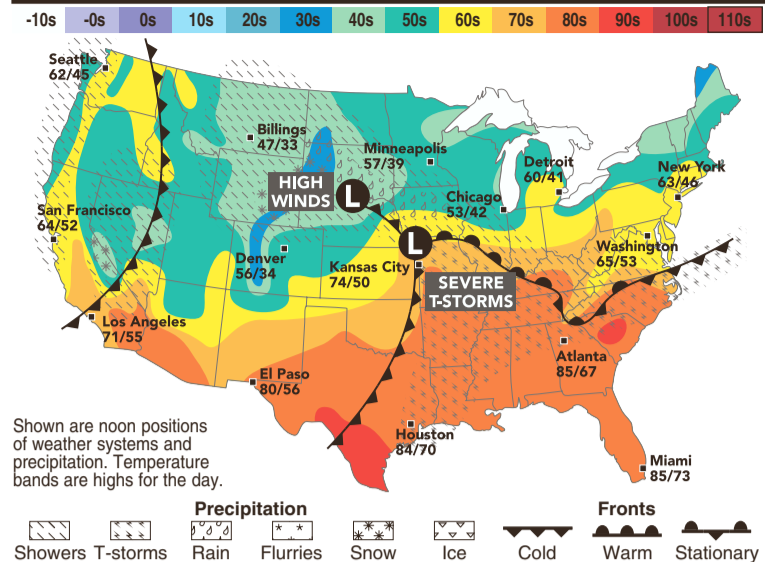 -10s -0s 0s 10s 20s 30s 40s 50s 60s 70s 80s 90s 100s 110s
Seattle
62/45
Billings
47/33
Minneapolis
57/39
Detroit
60/41
New York
63/46
HIGH
WINDS
L
Chicago
53/42
San Francisco
64/52
L
Washington
65/53
Denver
56/34
Kansas City
74/50
SEVERE
T-STORMS
Los Angeles
71/55
Atlanta
85/67
El Paso
80/56
Houston
84/70
Miami
85/73
Shown are noon positions
of weather systems and
precipitation. Temperature
bands are highs for the day.
Precipitation
Fronts
Showers T-storms Rain Flurries Snow Ice Cold Warm Stationary